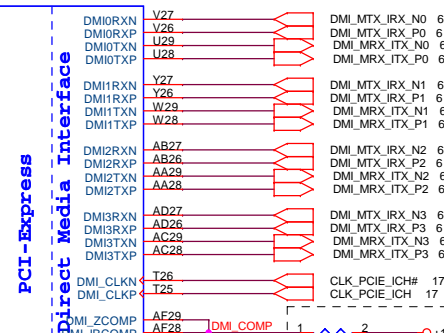 DMI0RXN V27 DMI_MTX_IRX_N0 6
DMI0RXP V26 DMI_MTX_IRX_P0 6
DMI0TXN U29 DMI_MRX_ITX_N0 6
DMI0TXP U28 DMI_MRX_ITX_P0 6
DMI1RXN Y27 DMI_MTX_IRX_N1 6
DMI1RXP Y26 DMI_MTX_IRX_P1 6
DMI1TXN W29 DMI_MRX_ITX_N1 6
DMI1TXP W28 DMI_MRX_ITX_P1 6
DMI2RXN AB27 DMI_MTX_IRX_N2 6
DMI2RXP AB26 DMI_MTX_IRX_P2 6
DMI2TXN AA29 DMI_MRX_ITX_N2 6
DMI2TXP AA28 DMI_MRX_ITX_P2 6
DMI3RXN AD27 DMI_MTX_IRX_N3 6
DMI3RXP AD26 DMI_MTX_IRX_P3 6
DMI3TXN AC29 DMI_MRX_ITX_N3 6
DMI3TXP AC28 DMI_MRX_ITX_P3 6
DMI_CLKN T26 CLK_PCIE_ICH# 17
DMI_CLKP T25 CLK_PCIE_ICH 17
DMI_ZCOMP AF29
AF28 DMI_COMP 1 2
PCI-Express
Direct Media Interface